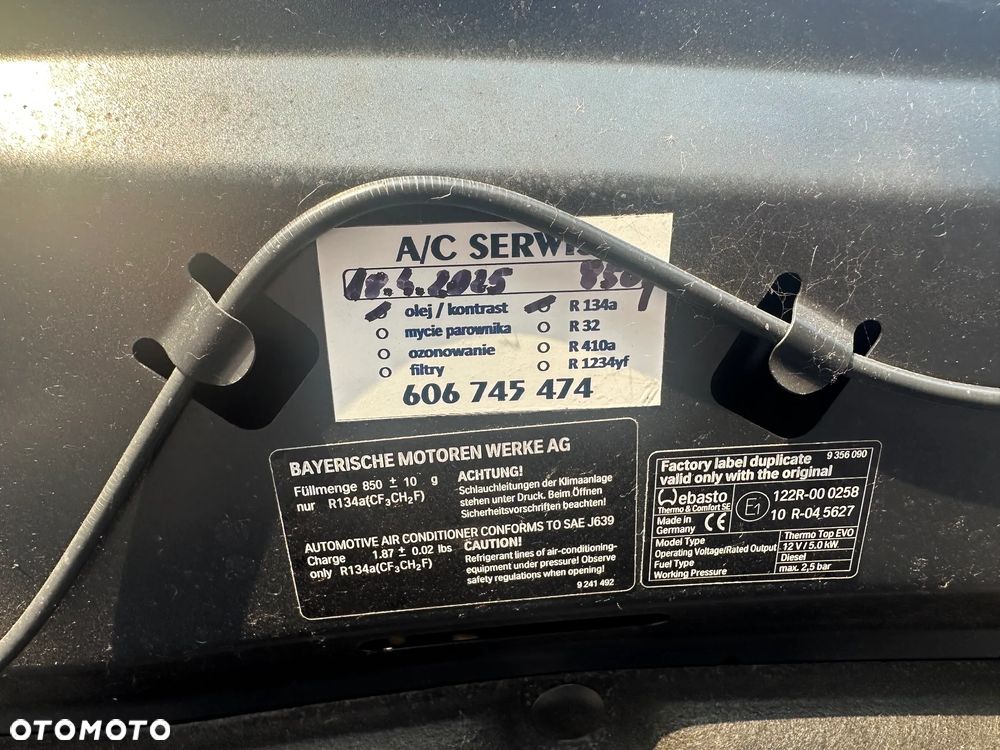 A/C SERWIS
17.4.2025 850
olej / kontrast R 134a
mycie parownika R 32
ozonowanie R 410a
filtry R 1234yf
606 745 474
BAYERISCHE MOTOREN WERKE AG
Füllmenge 850 ± 10 g
nur R134a(CF₃CH₂F)
ACHTUNG!
Schlauchleitungen der Klimaanlage
stehen unter Druck. Beim Öffnen
Sicherheitsvorschriften beachten!
AUTOMOTIVE AIR CONDITIONER CONFORMS TO SAE J639
Charge 1.87 ± 0.02 lbs
only R134a(CF₃CH₂F)
CAUTION!
Refrigerant lines of air-conditioning-
equipment under pressure! Observe
safety regulations when opening!
9 241 492
Factory label duplicate 9 356 090
valid only with the original
Webasto
Thermo & Comfort SE
Made in
Germany
CE
E1
122R-00 0258
10 R-04 5627
Model Type Thermo Top EVO
Operating Voltage/Rated Output 12 V / 5.0 kW
Fuel Type Diesel
Working Pressure max. 2,5 bar
OTOMOTO